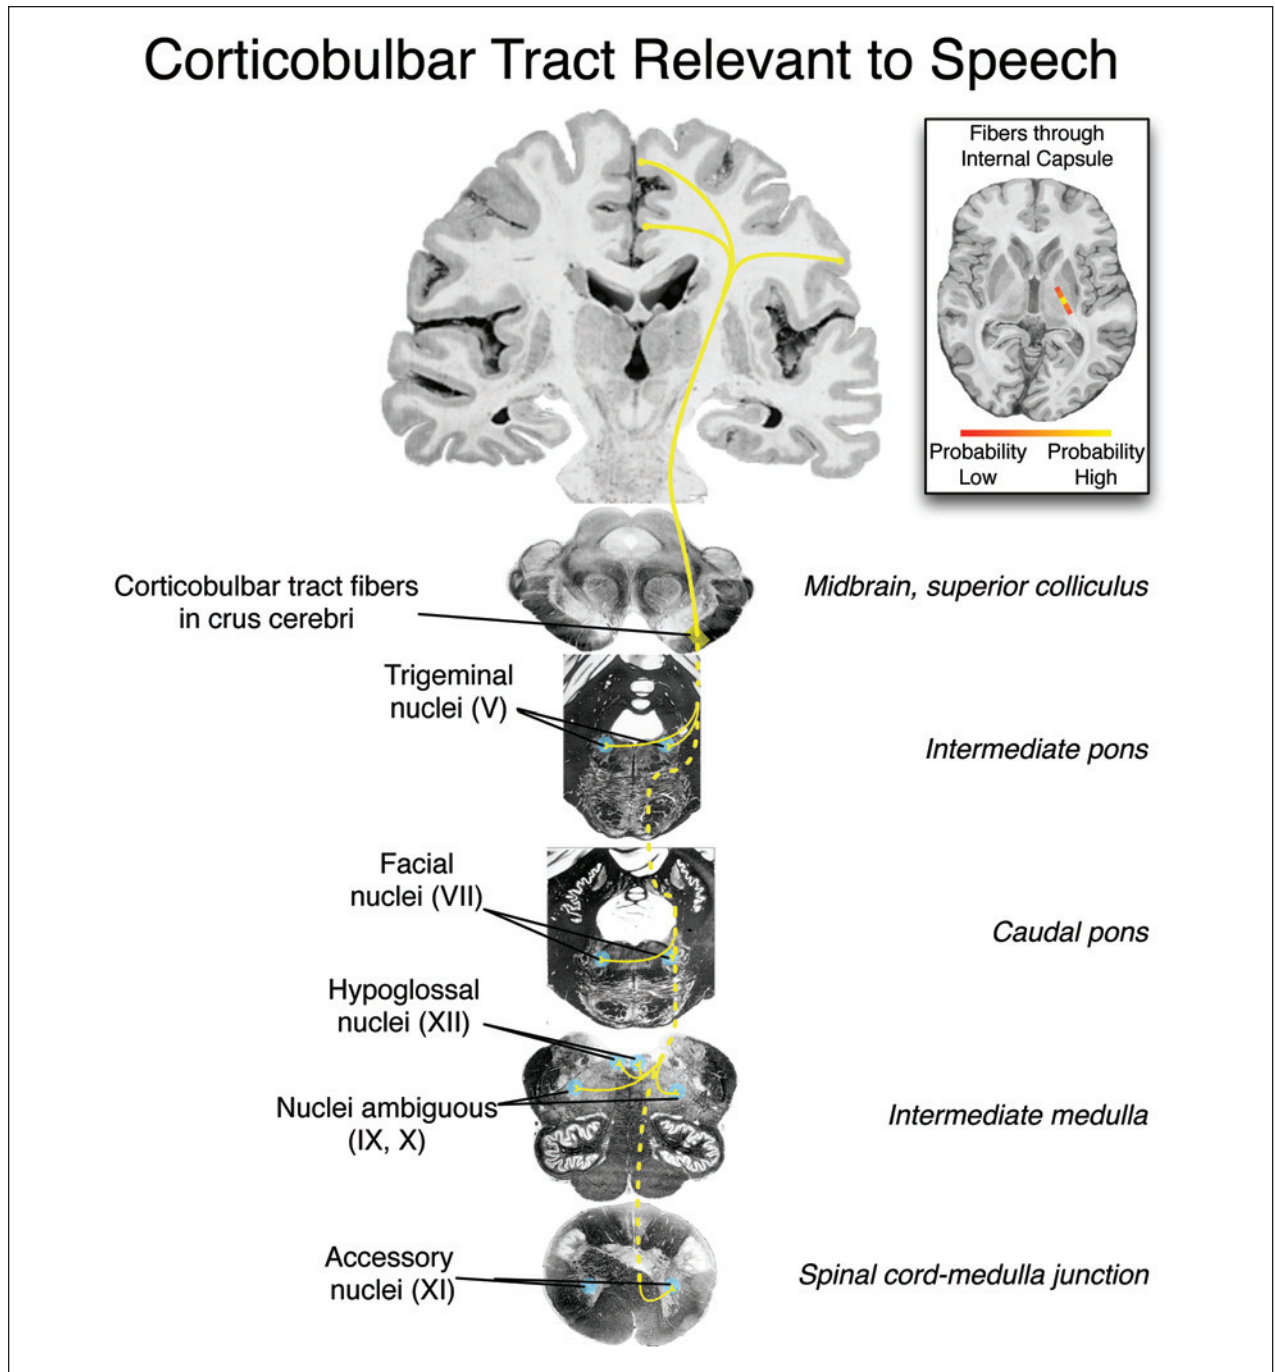 Corticobulbar Tract Relevant to Speech
Fibers through
Internal Capsule
Probability
Low
Probability
High
Corticobulbar tract fibers
in crus cerebri
Midbrain, superior colliculus
Trigeminal
nuclei (V)
Intermediate pons
Facial
nuclei (VII)
Caudal pons
Hypoglossal
nuclei (XII)
Nuclei ambiguous
(IX, X)
Intermediate medulla
Accessory
nuclei (XI)
Spinal cord-medulla junction